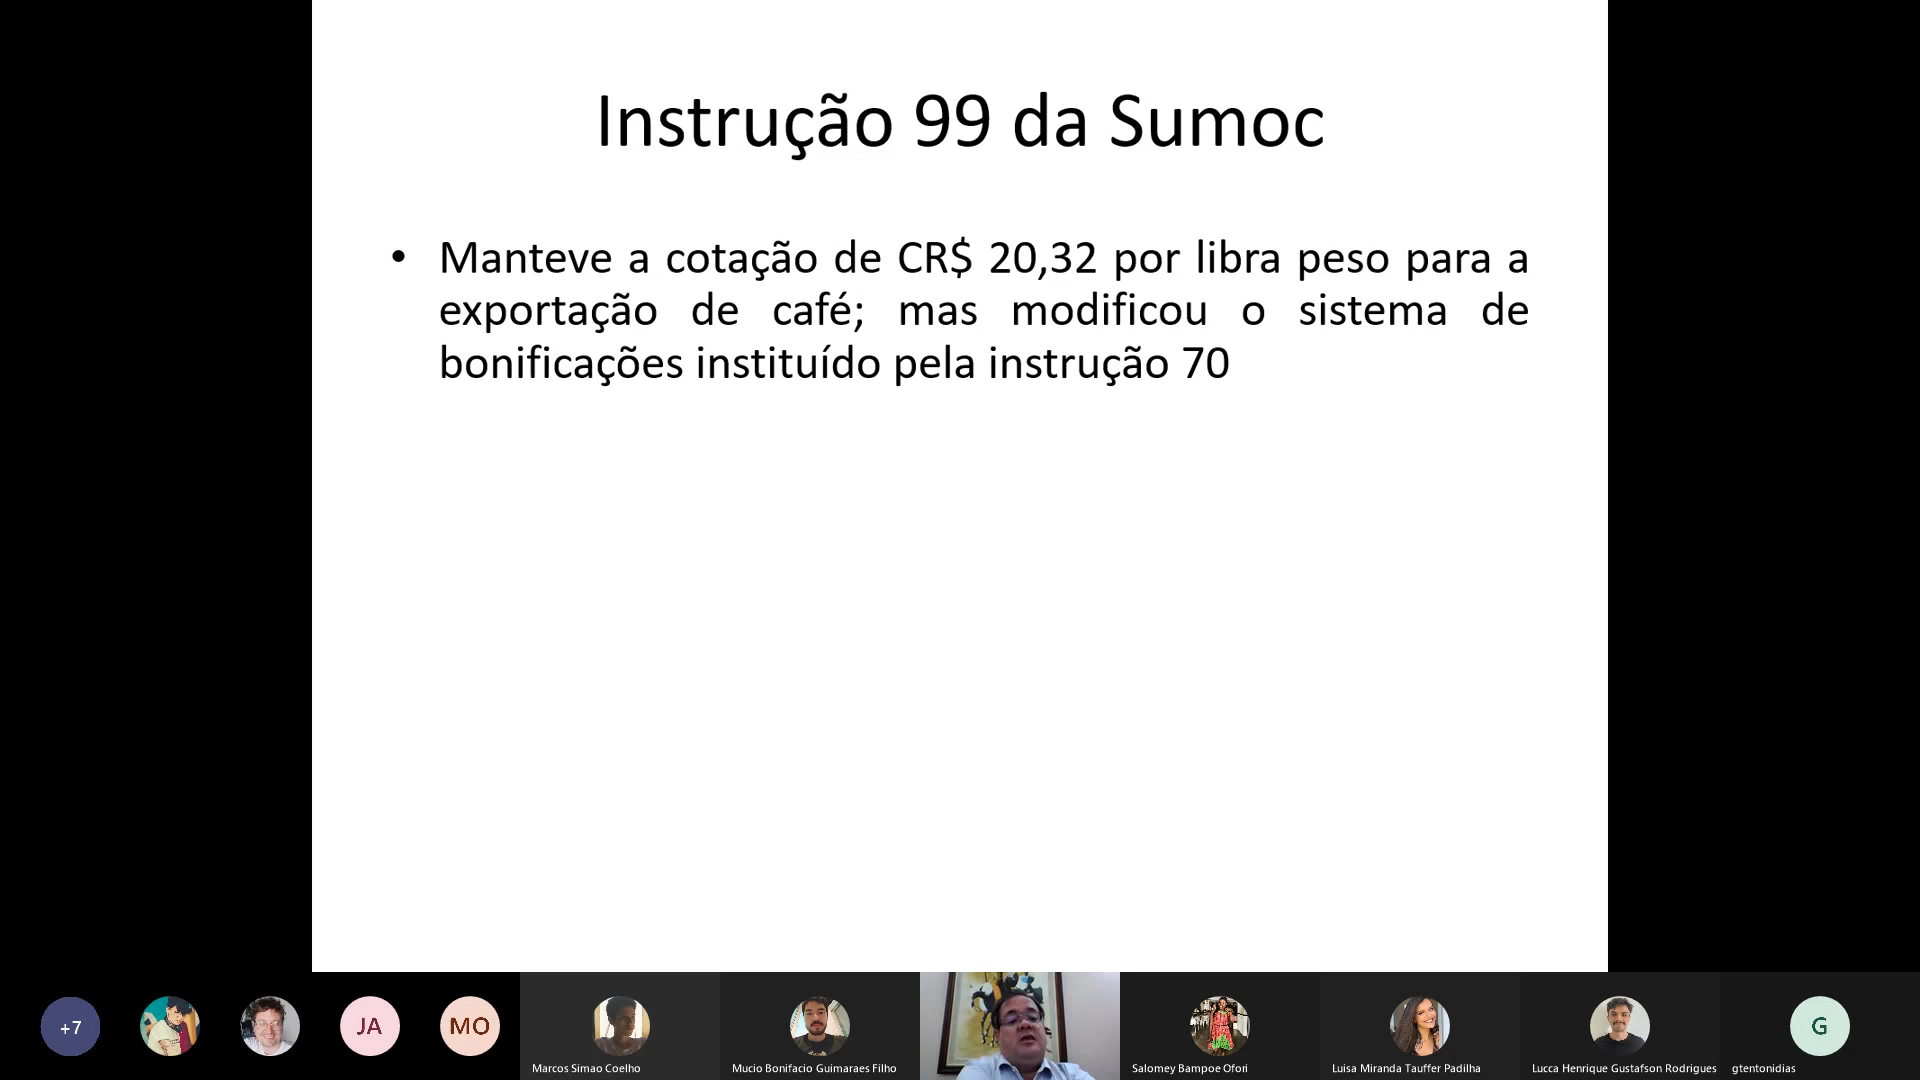 Instrução 99 da Sumoc
• Manteve a cotação de CR$ 20,32 por libra peso para a
exportação de café; mas modificou o sistema de
bonificações instituído pela instrução 70
+7
JA
MO
G
Marcos Simao Coelho
Mucio Bonifacio Guimaraes Filho
Salomey Bampoe Ofori
Luisa Miranda Tauffer Padilha
Lucca Henrique Gustafson Rodrigues
gtentonidias